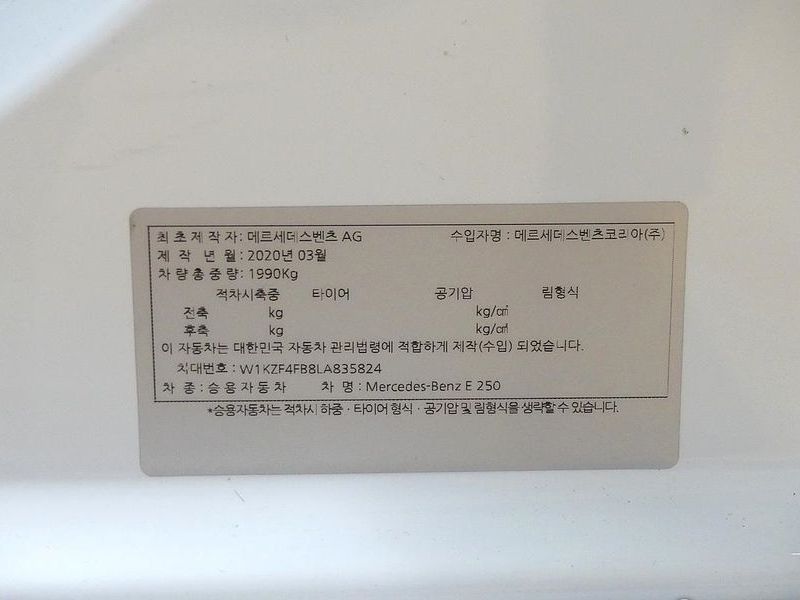 최초제작자: 메르세데스벤츠 AG 수입자명 : 메르세데스벤츠코리아(주)
제 작 년 월 : 2020년 03월
차량총중량: 1990Kg
적차시축중 타이어 공기압 림형식
전축 kg kg/㎠
후축 kg kg/㎠
이 자동차는 대한민국 자동차 관리법령에 적합하게 제작(수입) 되었습니다.
차대번호 : W1KZF4FB8LA835824
차 종 : 승용자동차 차 명 : Mercedes-Benz E 250
*승용자동차는 적차시 하중 · 타이어 형식 · 공기압 및 림형식을 생략할 수 있습니다.